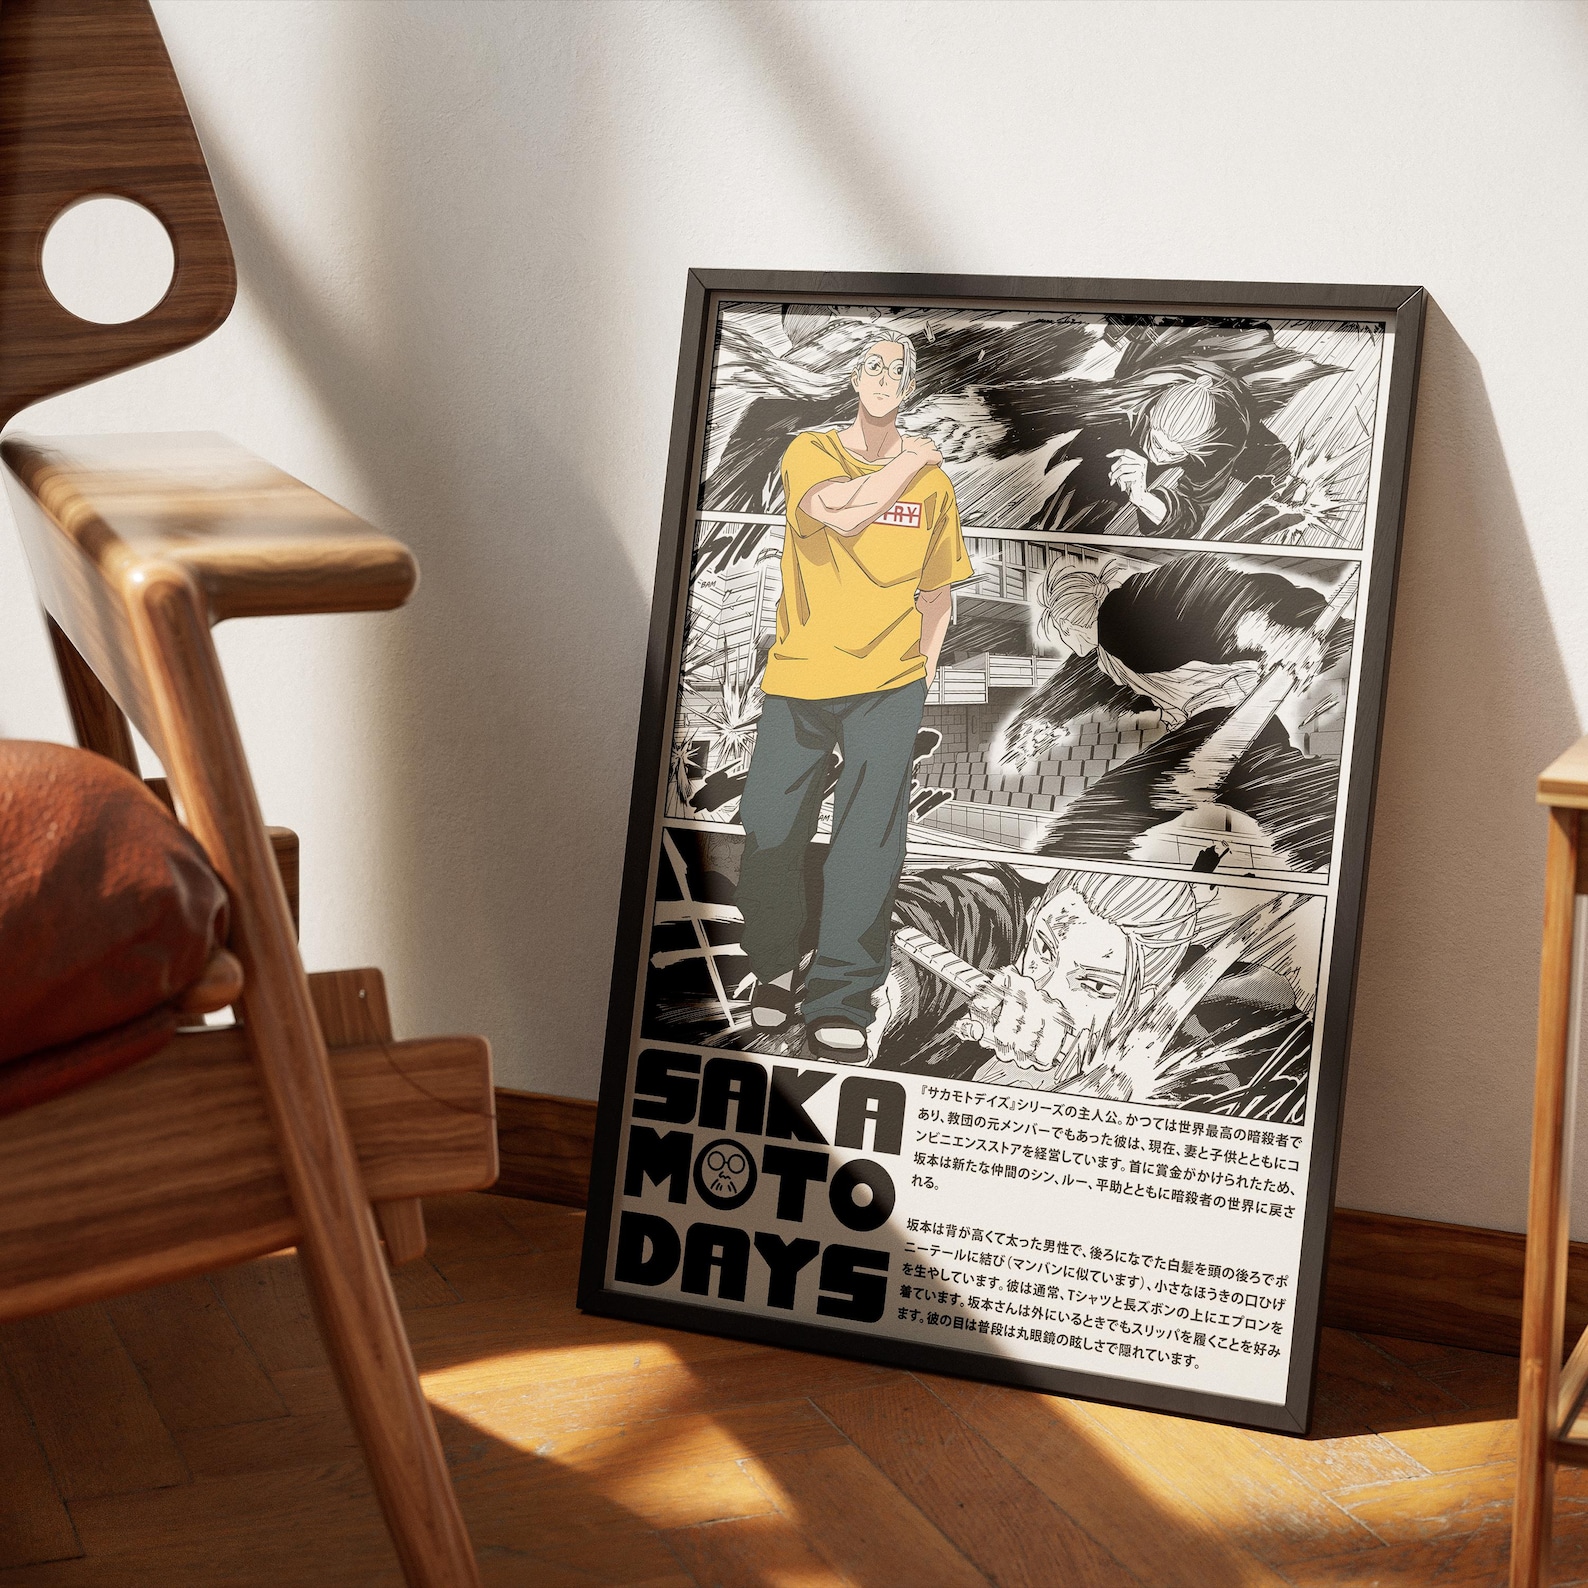 TRY
BAM
BAM
SAKA
MOTO
DAYS
『サカモトデイズ』シリーズの主人公。かつては世界最高の暗殺者で
あり、教団の元メンバーでもあった彼は、現在、妻と子供とともにコ
ンビニエンスストアを経営しています。首に賞金がかけられたため、
坂本は新たな仲間のシン、ルー、平助とともに暗殺者の世界に戻さ
れる。
坂本は背が高くて太った男性で、後ろになでた白髪を頭の後ろでポ
ニーテールに結び(マンバンに似ています)、小さなほうきの口ひげ
を生やしています。彼は通常、Tシャツと長ズボンの上にエプロンを
着ています。坂本さんは外にいるときでもスリッパを履くことを好み
ます。彼の目は普段は丸眼鏡の眩しさで隠れています。